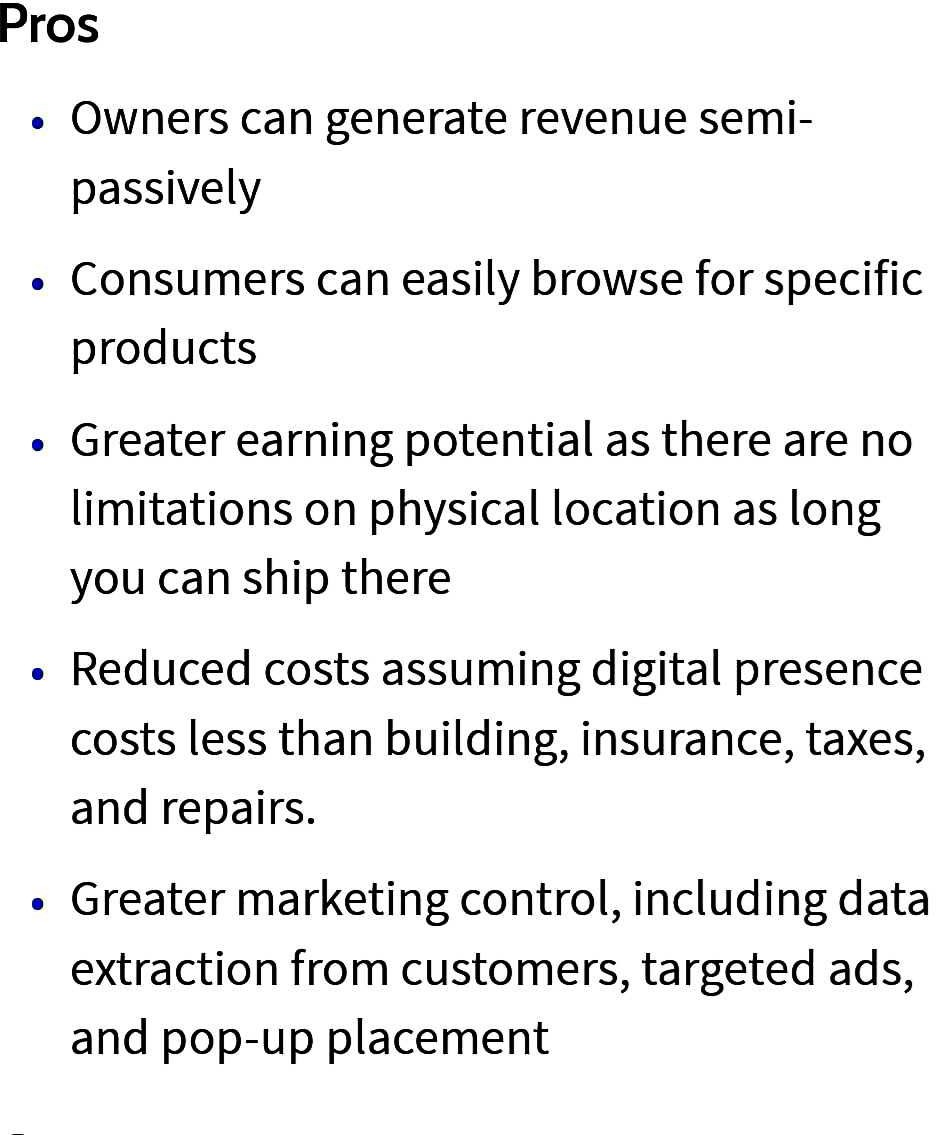 Pros
• Owners can generate revenue semi-
passively
• Consumers can easily browse for specific
products
• Greater earning potential as there are no
limitations on physical location as long
you can ship there
• Reduced costs assuming digital presence
costs less than building, insurance, taxes,
and repairs.
• Greater marketing control, including data
extraction from customers, targeted ads,
and pop-up placement